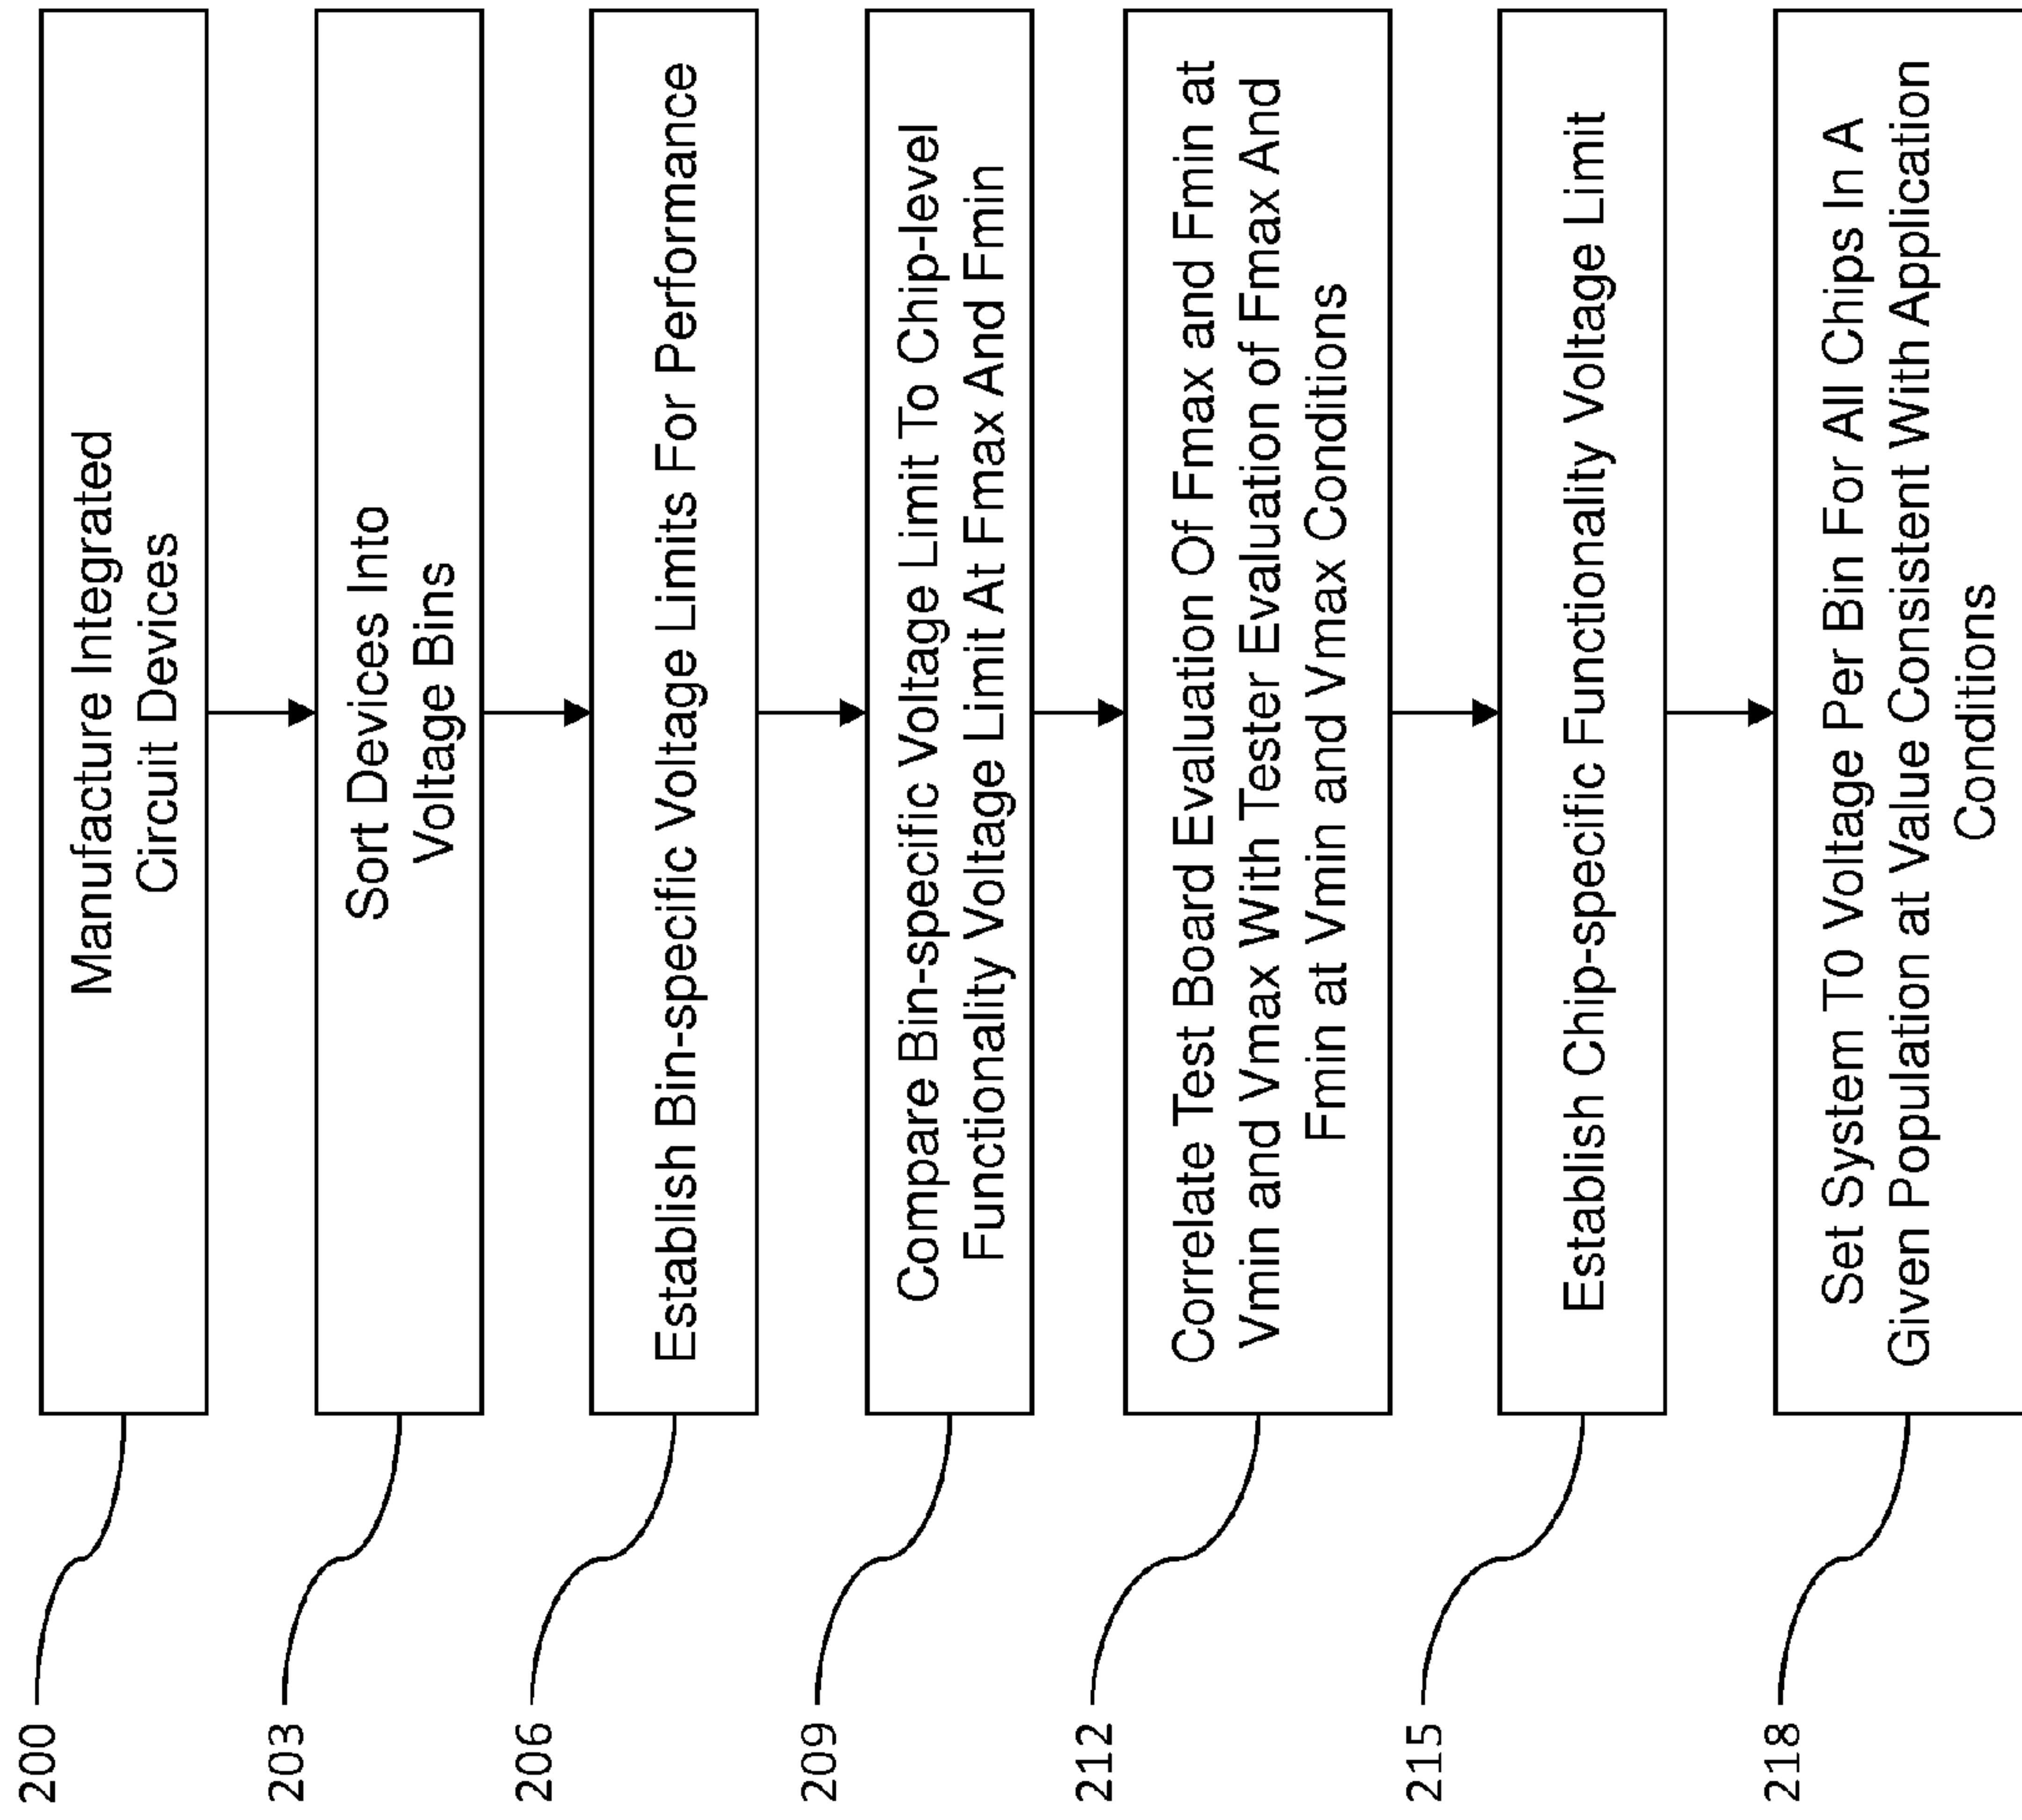 200
Manufacture Integrated
Circuit Devices
203
Sort Devices Into
Voltage Bins
206
Establish Bin-specific Voltage Limits For Performance
209
Compare Bin-specific Voltage Limit To Chip-level
Functionality Voltage Limit At Fmax And Fmin
212
Correlate Test Board Evaluation Of Fmax and Fmin at
Vmin and Vmax With Tester Evaluation of Fmax And
Fmin at Vmin and Vmax Conditions
215
Establish Chip-specific Functionality Voltage Limit
218
Set System T0 Voltage Per Bin For All Chips In A
Given Population at Value Consistent With Application
Conditions